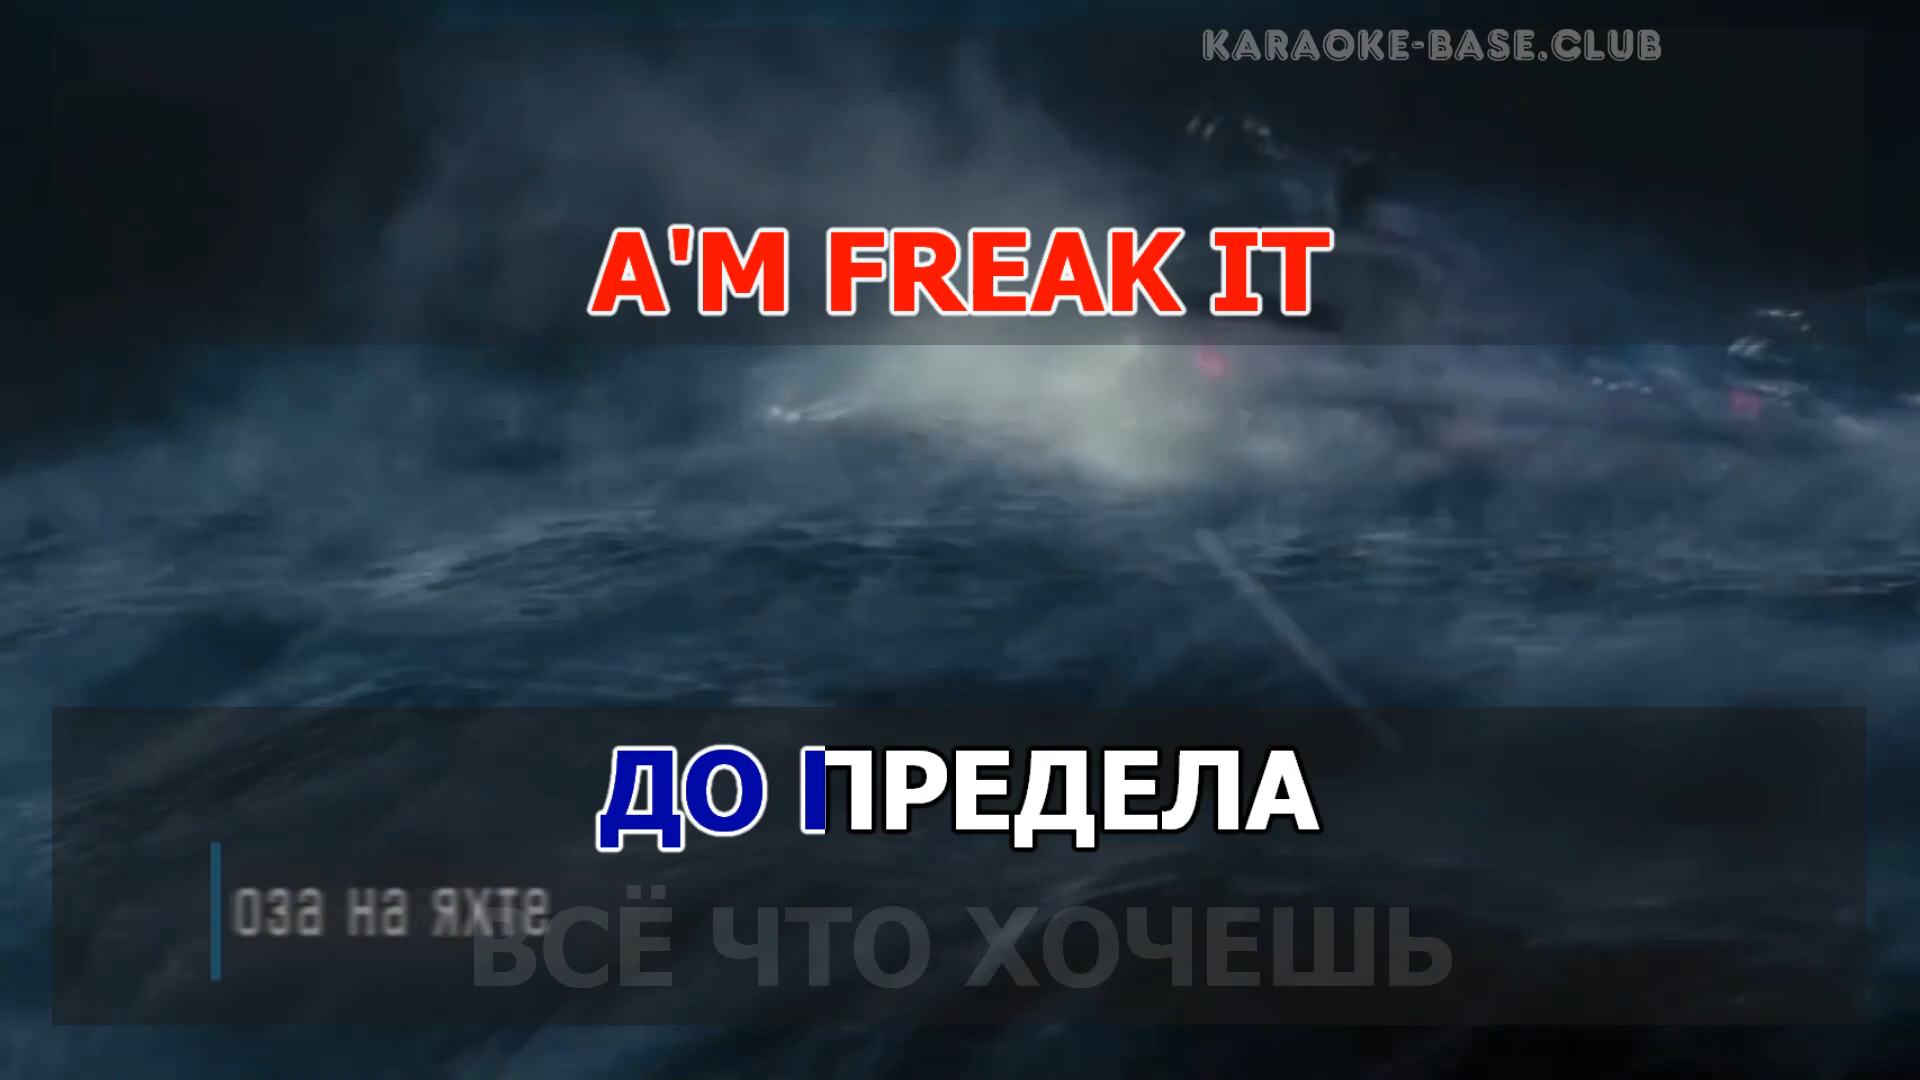 KARAOKE-BASE.CLUB
A'M FREAK IT
ДО ПРЕДЕЛА
оза на яхте
ВСЁ ЧТО ХОЧЕШЬ